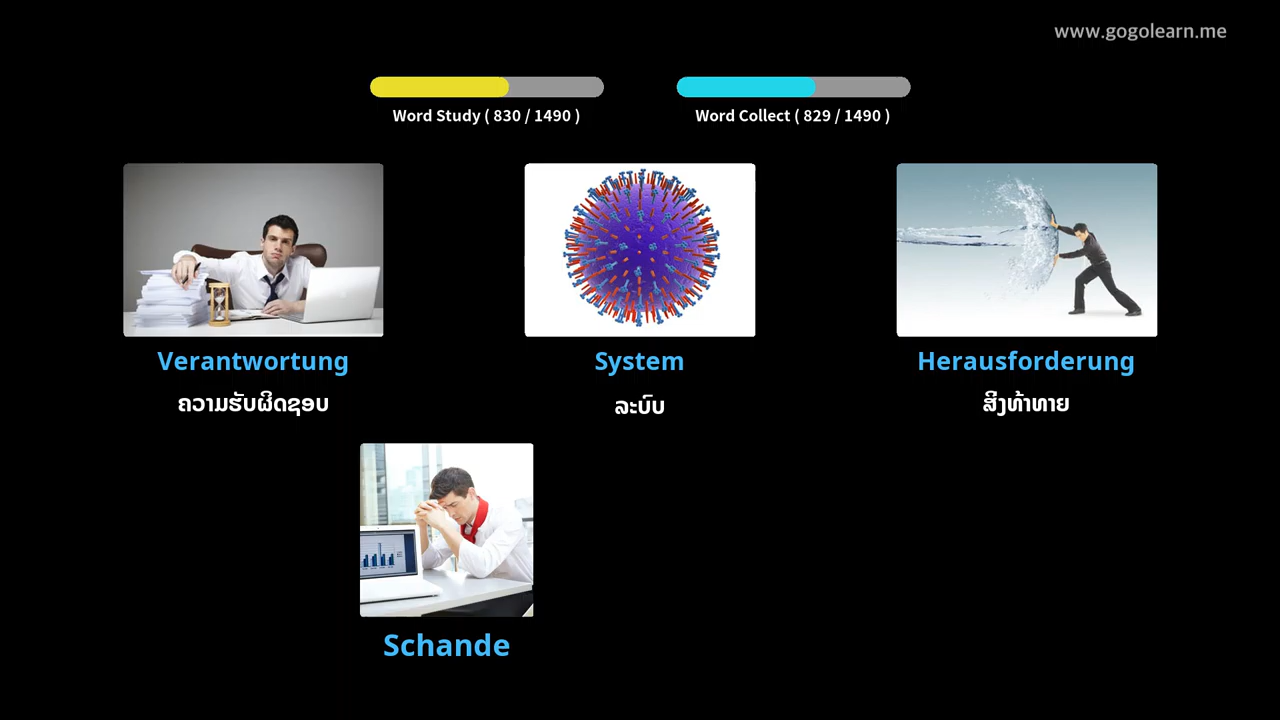 www.gogolearn.me
Word Study ( 830 / 1490 )
Word Collect ( 829 / 1490 )
Verantwortung
System
Herausforderung
ຄວາມຮັບຜິດຊອບ
ລະບົບ
ສິ່ງທ້າທາຍ
Schande